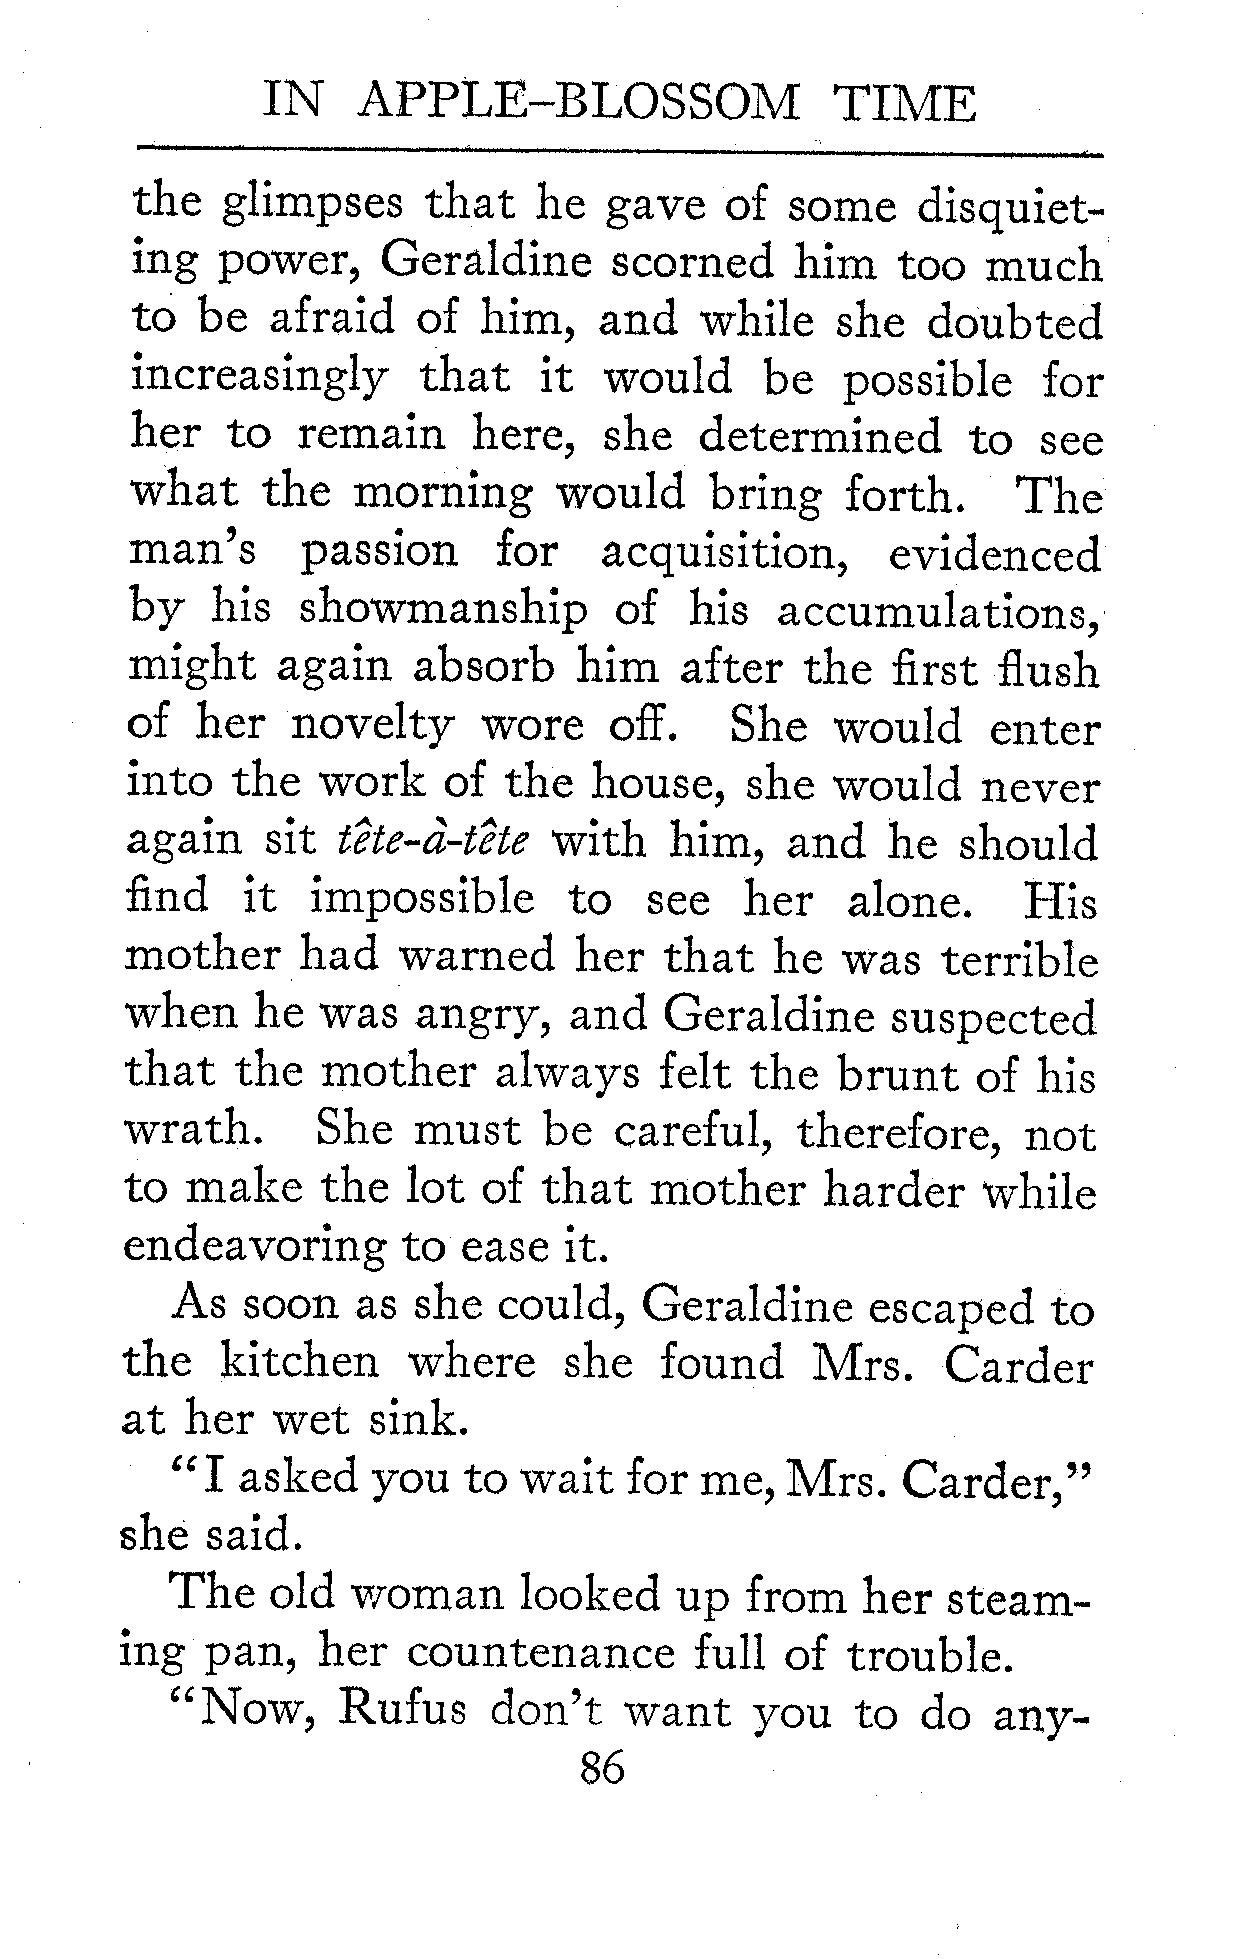 IN APPLE-BLOSSOM TIME
the glimpses that he gave of some disquiet-
ing power, Geraldine scorned him too much
to be afraid of him, and while she doubted
increasingly that it would be possible for
her to remain here, she determined to see
what the morning would bring forth. The
man's passion for acquisition, evidenced
by his showmanship of his accumulations,
might again absorb him after the first flush
of her novelty wore off. She would enter
into the work of the house, she would never
again sit tête-à-tête with him, and he should
find it impossible to see her alone. His
mother had warned her that he was terrible
when he was angry, and Geraldine suspected
that the mother always felt the brunt of his
wrath. She must be careful, therefore, not
to make the lot of that mother harder while
endeavoring to ease it.
As soon as she could, Geraldine escaped to
the kitchen where she found Mrs. Carder
at her wet sink.
"I asked you to wait for me, Mrs. Carder,"
she said.
The old woman looked up from her steam-
ing pan, her countenance full of trouble.
"Now, Rufus don't want you to do any-
86